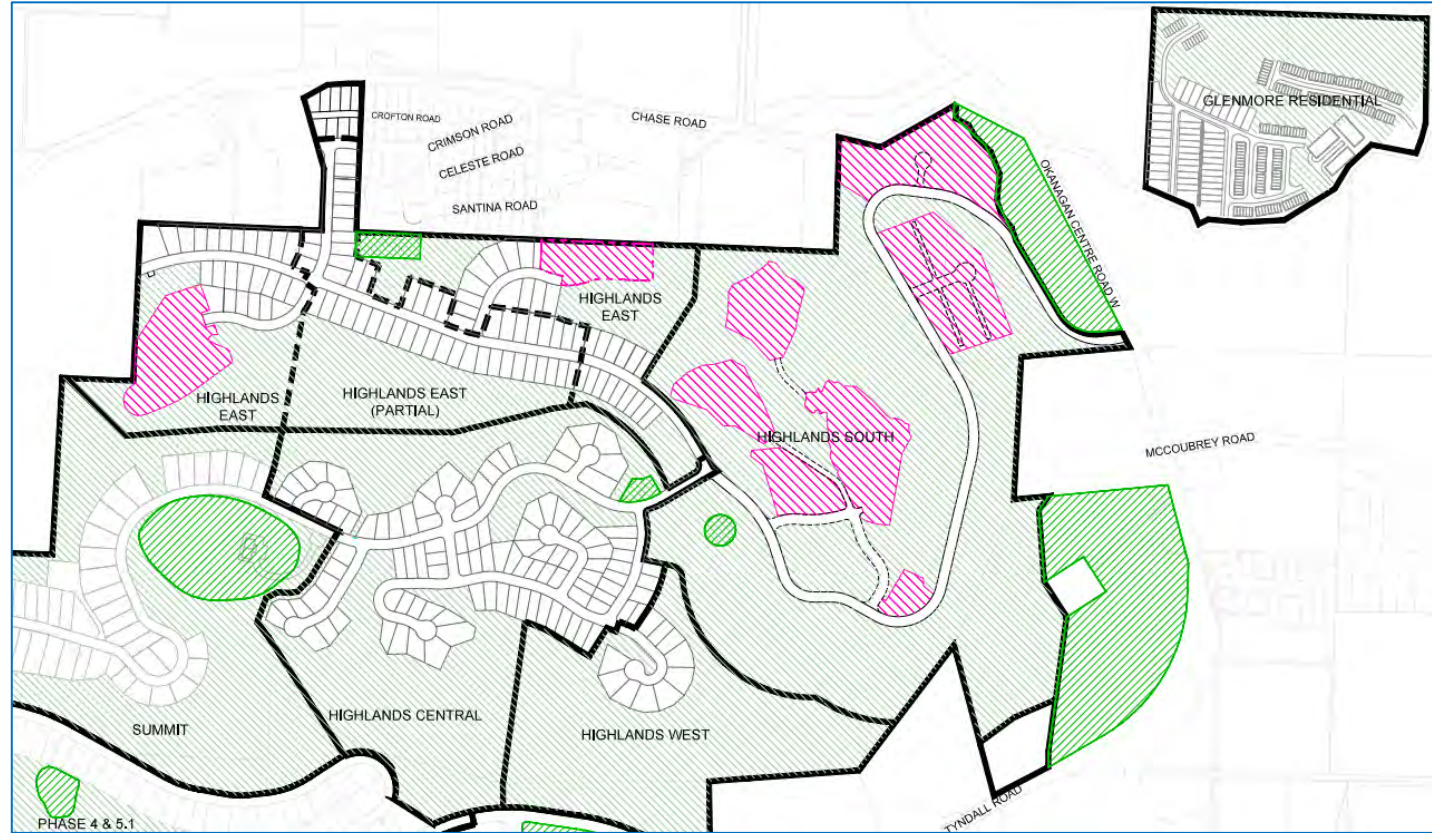 GLENMORE RESIDENTIAL
CROFTON ROAD
CRIMSON ROAD
CHASE ROAD
CELESTE ROAD
SANTINA ROAD
OKANAGAN CENTRE ROAD W
HIGHLANDS
EAST
HIGHLANDS
EAST
HIGHLANDS EAST
(PARTIAL)
HIGHLANDS SOUTH
MCCOUBREY ROAD
SUMMIT
HIGHLANDS CENTRAL
HIGHLANDS WEST
TYNDALL ROAD
PHASE 4 & 5.1